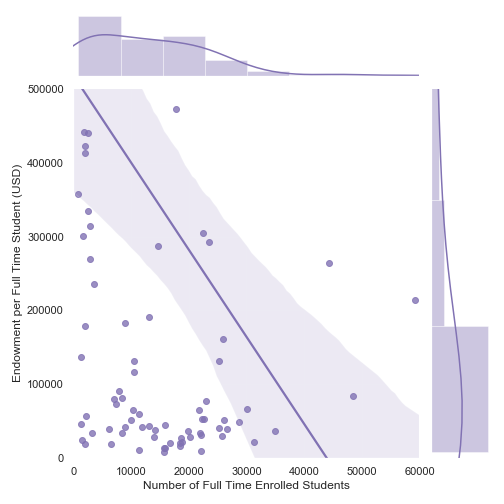 500000
400000
300000
200000
100000
0
Endowment per Full Time Student (USD)
0 10000 20000 30000 40000 50000 60000
Number of Full Time Enrolled Students